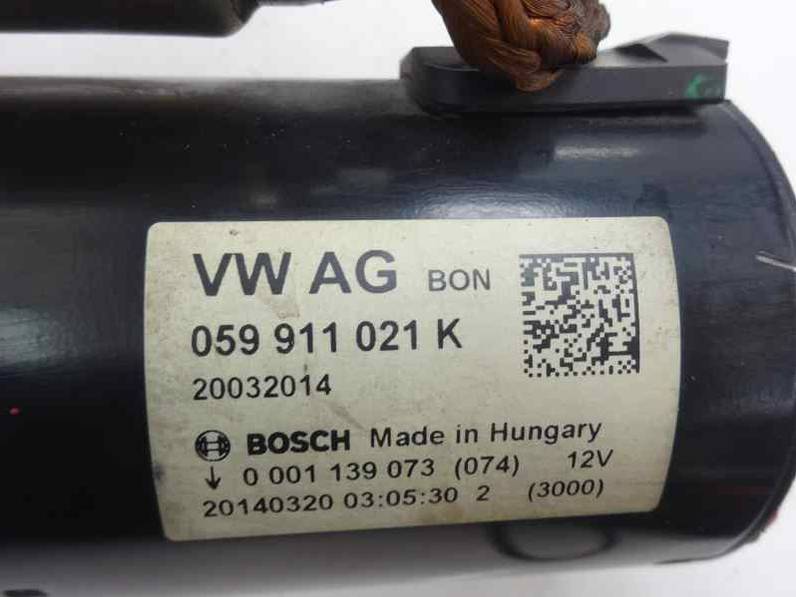 VW AG BON
059 911 021 K
20032014
BOSCH Made in Hungary
↓ 0 001 139 073 (074) 12V
20140320 03:05:30 2 (3000)